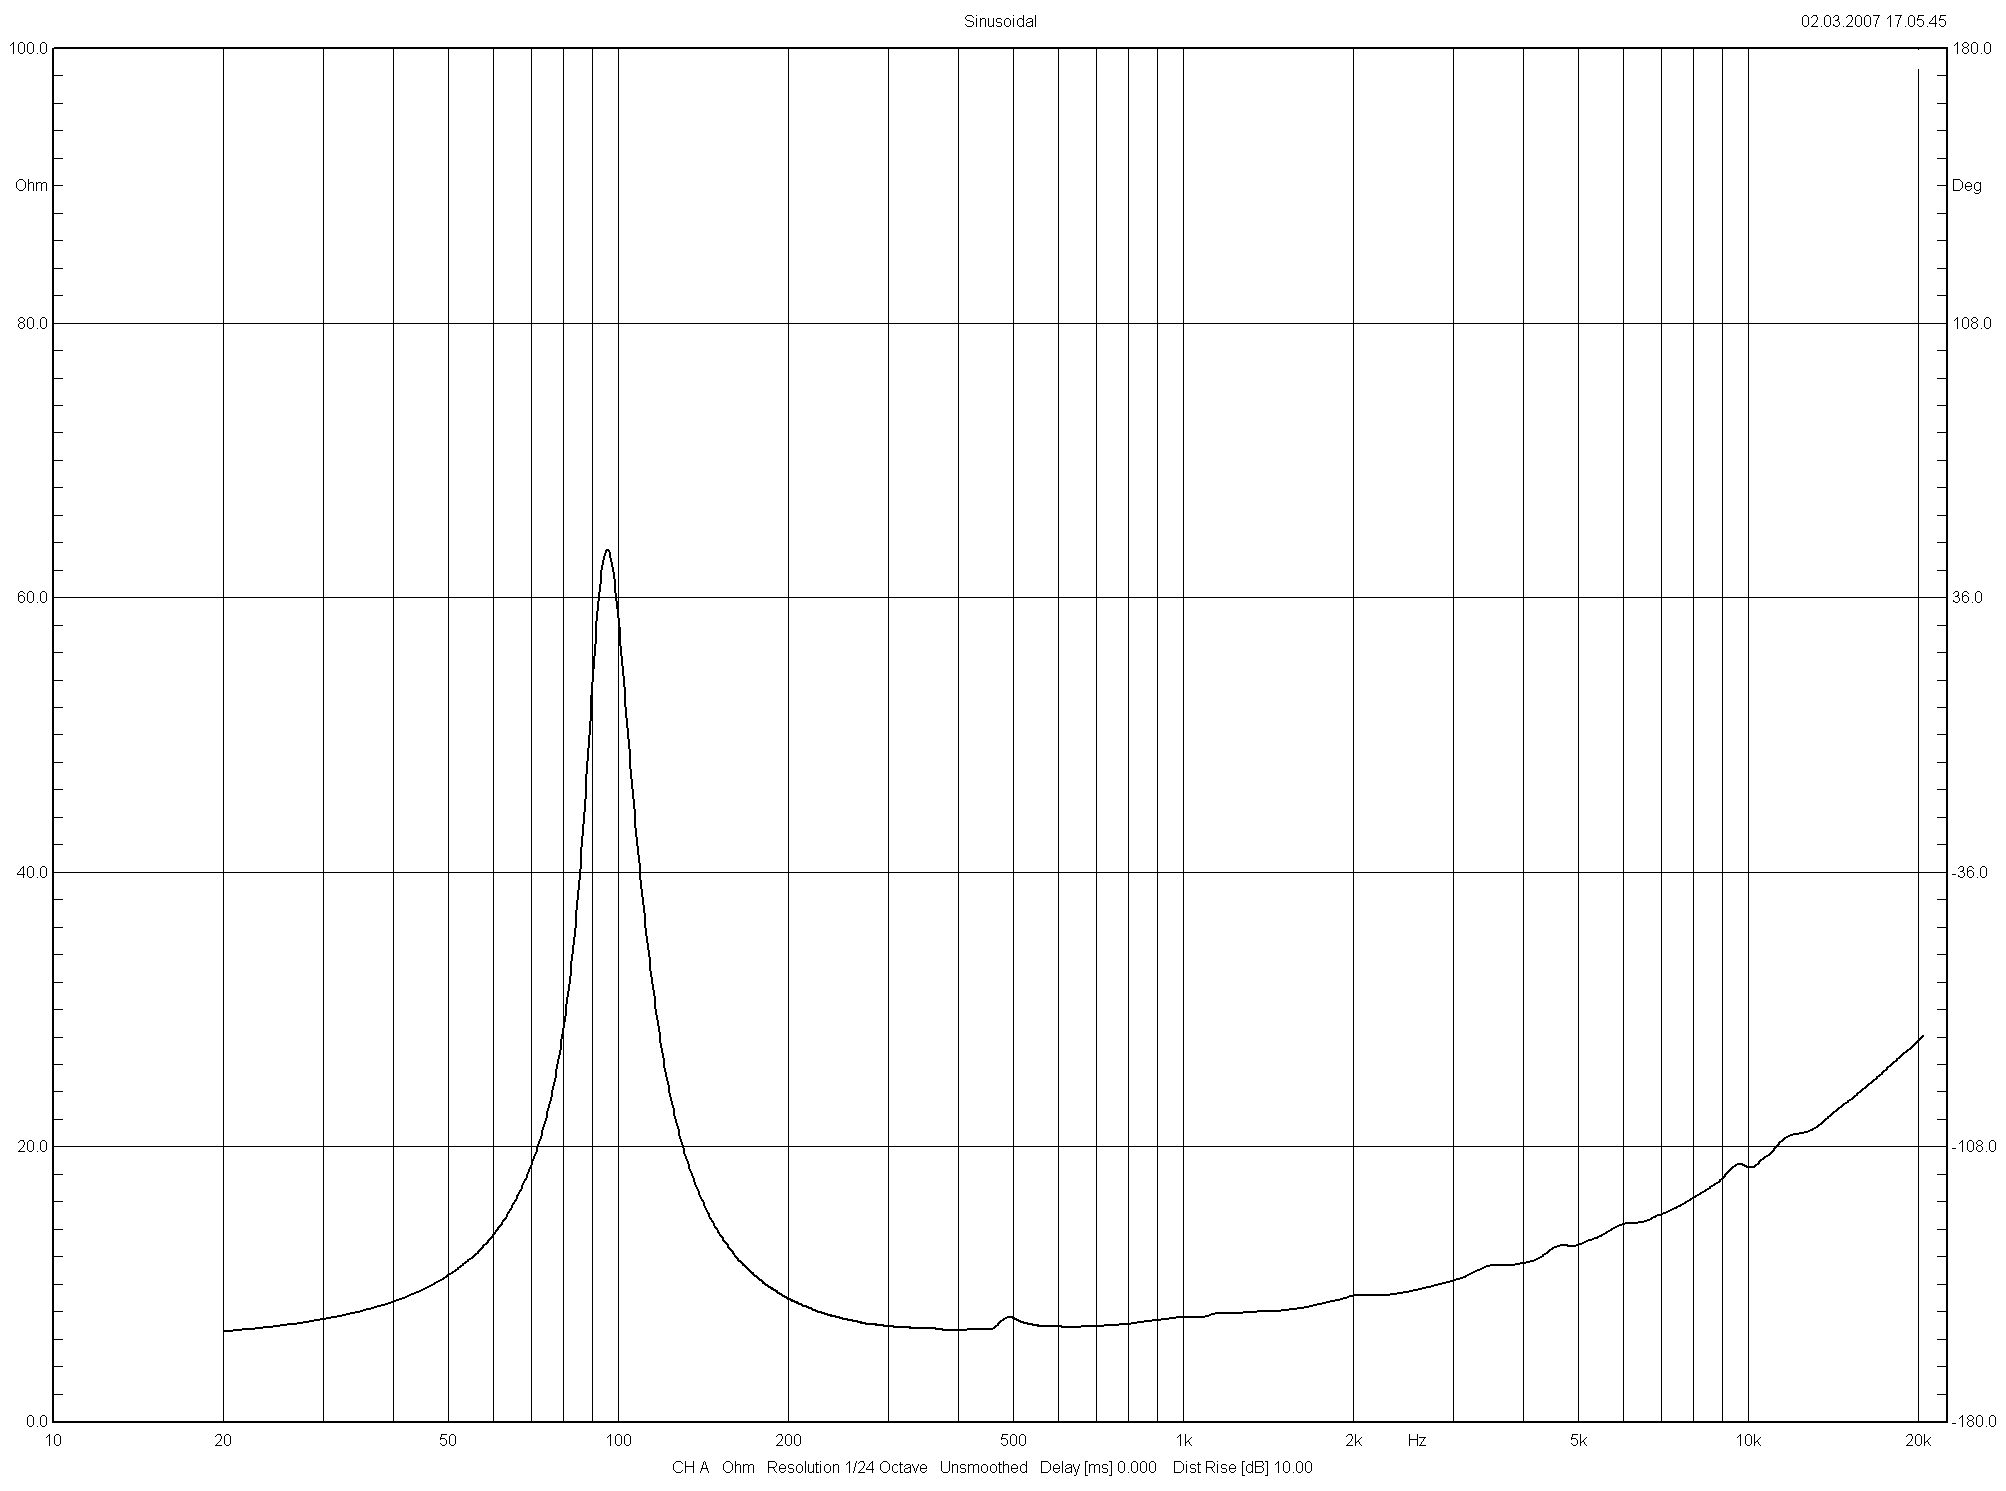 Sinusoidal 02.03.2007 17.05.45
100.0 180.0
Ohm Deg
80.0 108.0
60.0 36.0
40.0 -36.0
20.0 -108.0
0.0 -180.0
10 20 50 100 200 500 1k 2k Hz 5k 10k 20k
CH A Ohm Resolution 1/24 Octave Unsmoothed Delay [ms] 0.000 Dist Rise [dB] 10.00